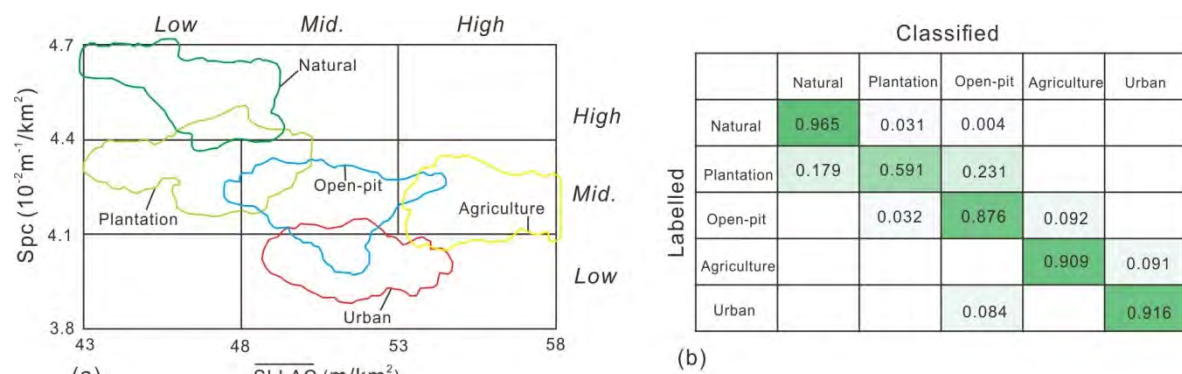 Low Mid. High
4.7
Natural
High
4.4
Spc (10⁻²m⁻¹/km²)
Open-pit
Mid.
Plantation
Agriculture
4.1
Low
Urban
3.8
43 48 53 58
(m/km²)
Classified
Natural Plantation Open-pit Agriculture Urban
Labelled
Natural 0.965 0.031 0.004
Plantation 0.179 0.591 0.231
Open-pit 0.032 0.876 0.092
Agriculture 0.909 0.091
Urban 0.084 0.916
(b)